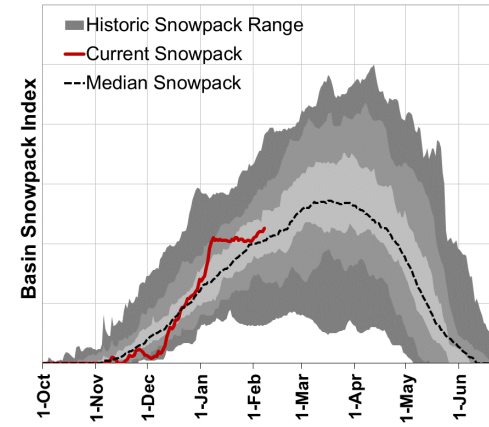 Historic Snowpack Range
Current Snowpack
Median Snowpack
Basin Snowpack Index
1-Oct
1-Nov
1-Dec
1-Jan
1-Feb
1-Mar
1-Apr
1-May
1-Jun